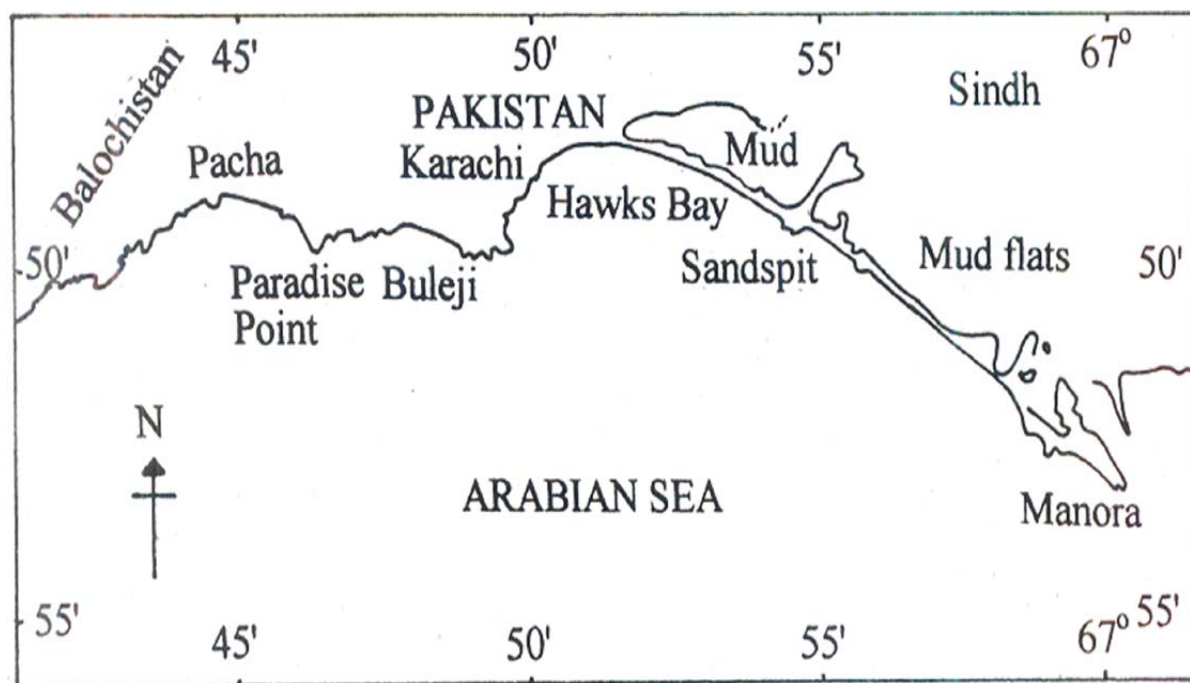 45'
50'
55'
67°
Balochistan
Sindh
PAKISTAN
Pacha
Karachi
Mud
Hawks Bay
50'
Paradise
Point
Buleji
Sandspit
Mud flats
50'
N
ARABIAN SEA
Manora
55'
45'
50'
55'
67°
55'